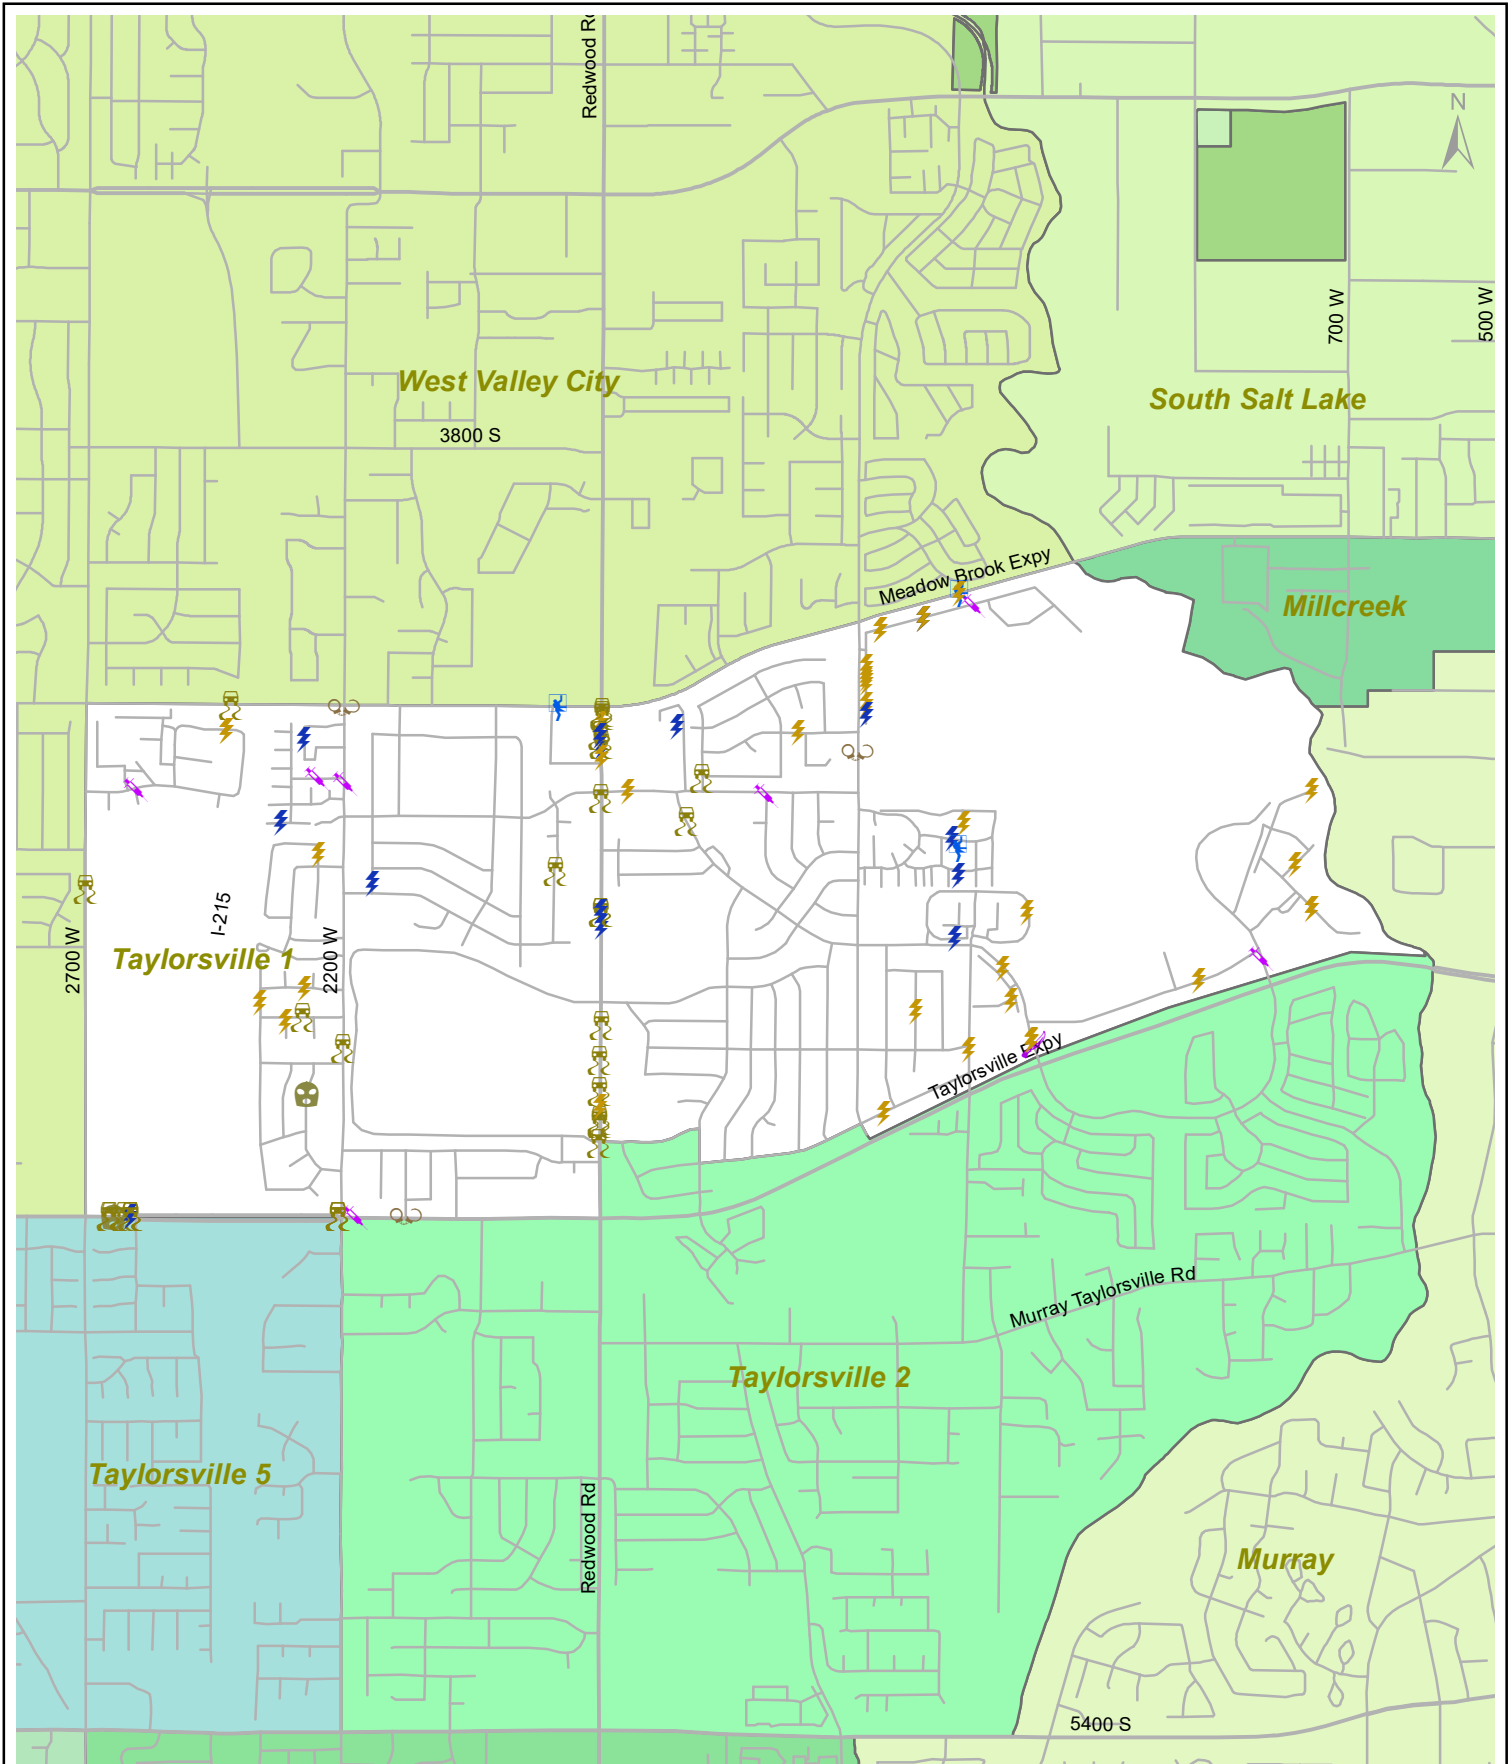 Redwood Rd
N
700 W
500 W
West Valley City
South Salt Lake
3800 S
Meadow Brook Expy
Millcreek
I-215
2700 W
Taylorsville 1
2200 W
Taylorsville Expy
Murray Taylorsville Rd
Taylorsville 2
Taylorsville 5
Redwood Rd
Murray
5400 S